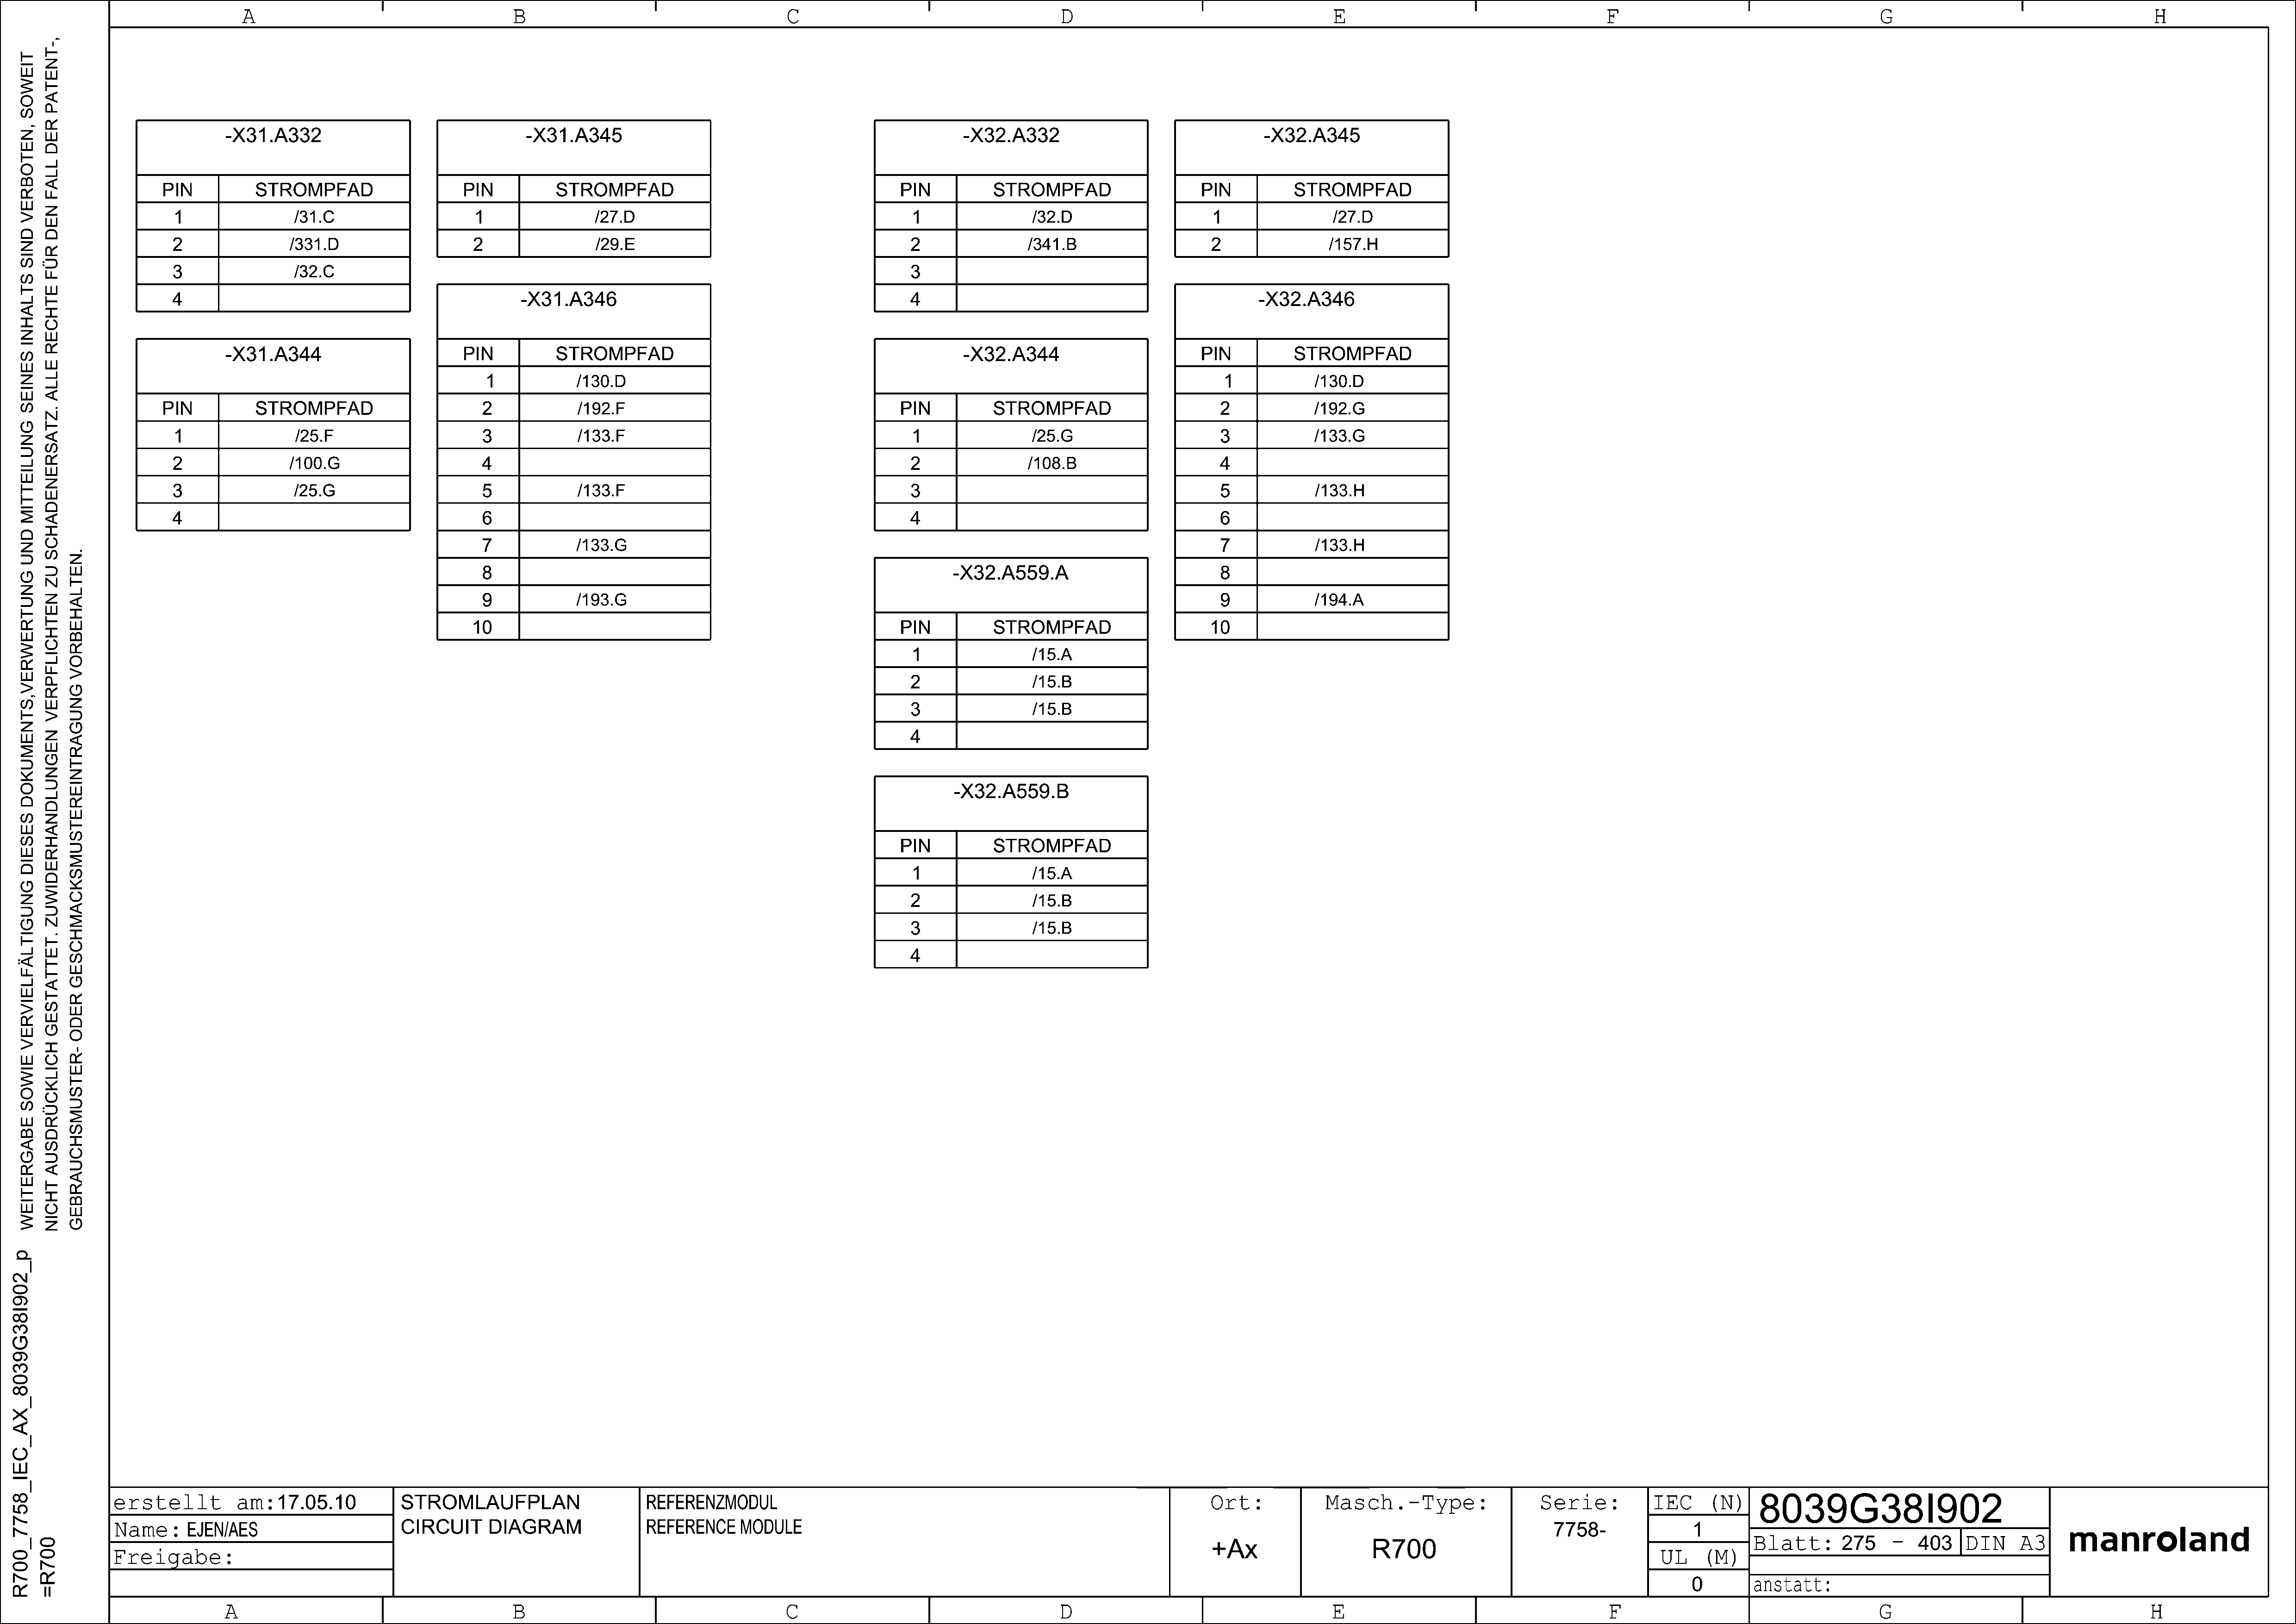 A B C D E F G H
WEITERGABE SOWIE VERVIELFÄLTIGUNG DIESES DOKUMENTS,VERWERTUNG UND MITTEILUNG SEINES INHALTS SIND VERBOTEN, SOWEIT
NICHT AUSDRÜCKLICH GESTATTET. ZUWIDERHANDLUNGEN VERPFLICHTEN ZU SCHADENERSATZ. ALLE RECHTE FÜR DEN FALL DER PATENT-,
GEBRAUCHSMUSTER- ODER GESCHMACKSMUSTEREINTRAGUNG VORBEHALTEN.
R700_7758_IEC_AX_8039G38I902_p
=R700
-X31.A332
PIN STROMPFAD
1 /31.C
2 /331.D
3 /32.C
4
-X31.A344
PIN STROMPFAD
1 /25.F
2 /100.G
3 /25.G
4
-X31.A345
PIN STROMPFAD
1 /27.D
2 /29.E
-X31.A346
PIN STROMPFAD
1 /130.D
2 /192.F
3 /133.F
4
5 /133.F
6
7 /133.G
8
9 /193.G
10
-X32.A332
PIN STROMPFAD
1 /32.D
2 /341.B
3
4
-X32.A344
PIN STROMPFAD
1 /25.G
2 /108.B
3
4
-X32.A559.A
PIN STROMPFAD
1 /15.A
2 /15.B
3 /15.B
4
-X32.A559.B
PIN STROMPFAD
1 /15.A
2 /15.B
3 /15.B
4
-X32.A345
PIN STROMPFAD
1 /27.D
2 /157.H
-X32.A346
PIN STROMPFAD
1 /130.D
2 /192.G
3 /133.G
4
5 /133.H
6
7 /133.H
8
9 /194.A
10
erstellt am:17.05.10
Name: EJEN/AES
Freigabe:
STROMLAUFPLAN
CIRCUIT DIAGRAM
REFERENZMODUL
REFERENCE MODULE
Ort:
+Ax
Masch.-Type:
R700
Serie:
7758-
IEC (N)
1
UL (M)
0
8039G38I902
Blatt: 275 - 403 DIN A3
anstatt:
manroland
A B C D E F G H